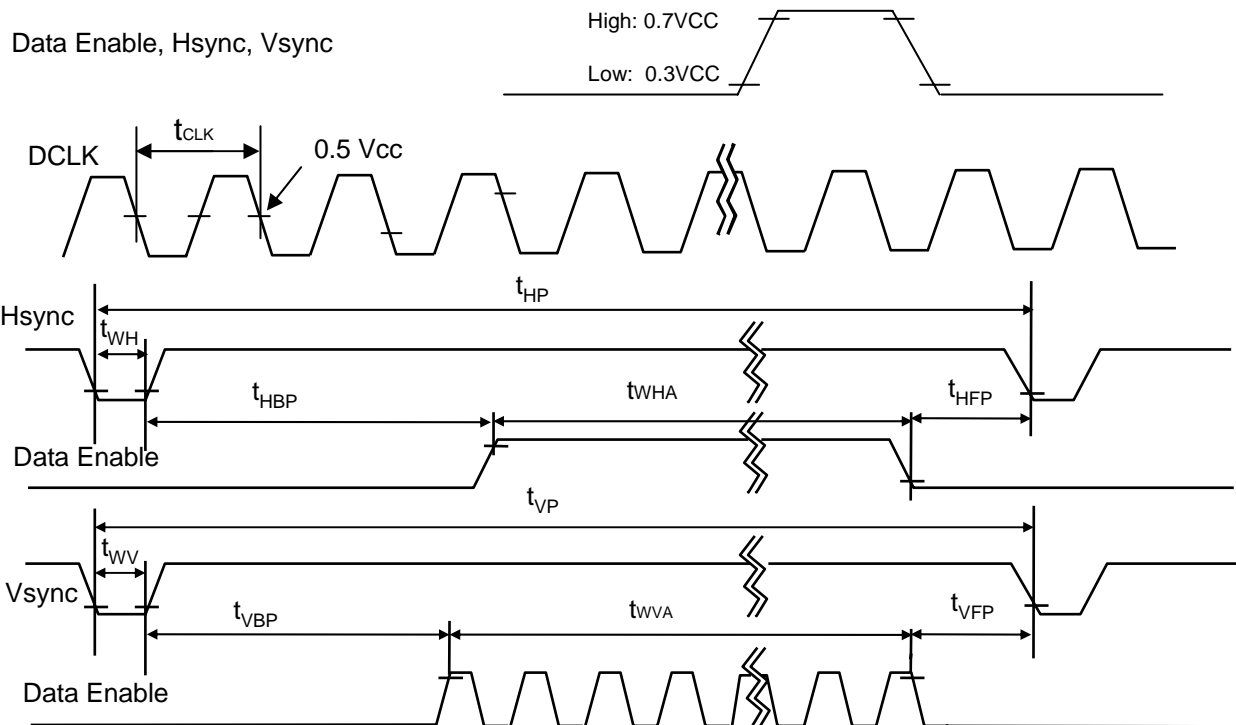 High: 0.7VCC
Data Enable, Hsync, Vsync
Low: 0.3VCC
tCLK
DCLK
0.5 Vcc
tHP
Hsync
tWH
tHBP
tWHA
tHFP
Data Enable
tVP
tWV
Vsync
tVBP
tWVA
tVFP
Data Enable